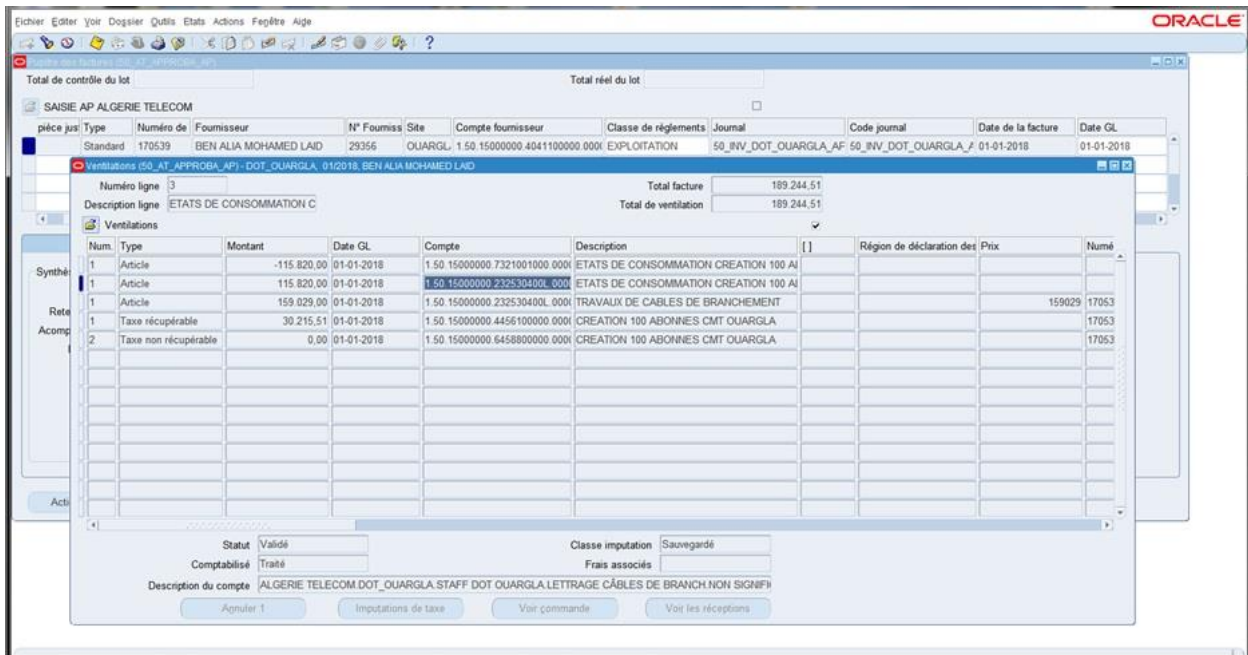 Fichier Editer Voir Dossier Outils Etats Actions Fenêtre Aide
ORACLE
Pupitre des factures (50_AT_APPROBA_AP)
Total de contrôle du lot Total réel du lot
SAISIE AP ALGERIE TELECOM
pièce jus Type Numéro de Fournisseur N° Fourniss Site Compte fournisseur Classe de règlements Journal Code journal Date de la facture Date GL
Standard 170539 BEN ALIA MOHAMED LAID 29356 OUARGL 1.50.15000000.4041100000.000 EXPLOITATION 50_INV_DOT_OUARGLA_AF 50_INV_DOT_OUARGLA_A 01-01-2018 01-01-2018
Ventilations (50_AT_APPROBA_AP) - DOT_OUARGLA, 01/2018, BEN ALIA MOHAMED LAID
Numéro ligne 3 Total facture 189.244,51
Description ligne ETATS DE CONSOMMATION C Total de ventilation 189.244,51
Ventilations
Num. Type Montant Date GL Compte Description [ ] Région de déclaration des Prix Numé
1 Article -115.820,00 01-01-2018 1.50.15000000.7321001000.000 ETATS DE CONSOMMATION CREATION 100 A
Synthè
1 Article 115.820,00 01-01-2018 1.50.15000000.232530400L.000 ETATS DE CONSOMMATION CREATION 100 A
1 Article 159.029,00 01-01-2018 1.50.15000000.232530400L.000 TRAVAUX DE CABLES DE BRANCHEMENT 159029 17053
Rete
1 Taxe récupérable 30.215,51 01-01-2018 1.50.15000000.4456100000.000 CREATION 100 ABONNES CMT OUARGLA 17053
Acomp
2 Taxe non récupérable 0,00 01-01-2018 1.50.15000000.6458800000.000 CREATION 100 ABONNES CMT OUARGLA 17053
Acti
Statut Validé Classe imputation Sauvegardé
Comptabilisé Traité Frais associés
Description du compte ALGERIE TELECOM.DOT_OUARGLA.STAFF DOT OUARGLA.LETTRAGE CÂBLES DE BRANCH.NON SIGNIFI
Annuler 1 Imputations de taxe Voir commande Voir les réceptions